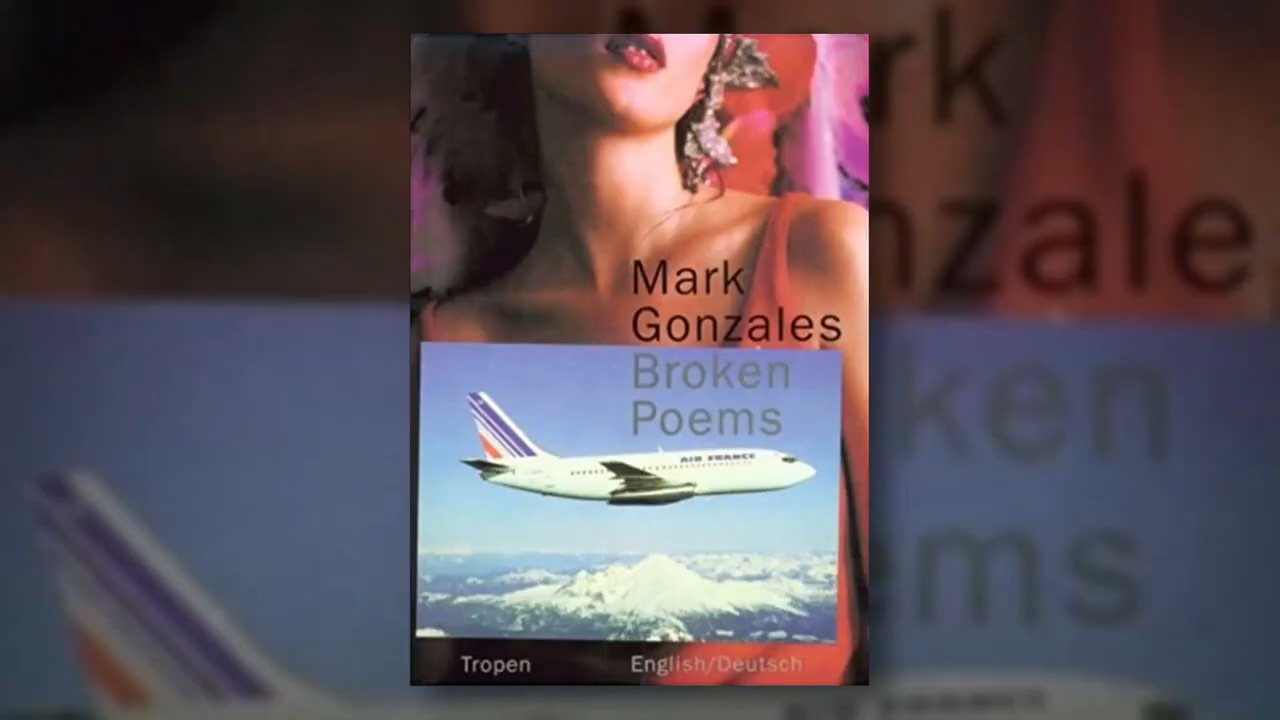 Mark
Gonzales
Broken
Poems
AIR FRANCE
Tropen
English/Deutsch